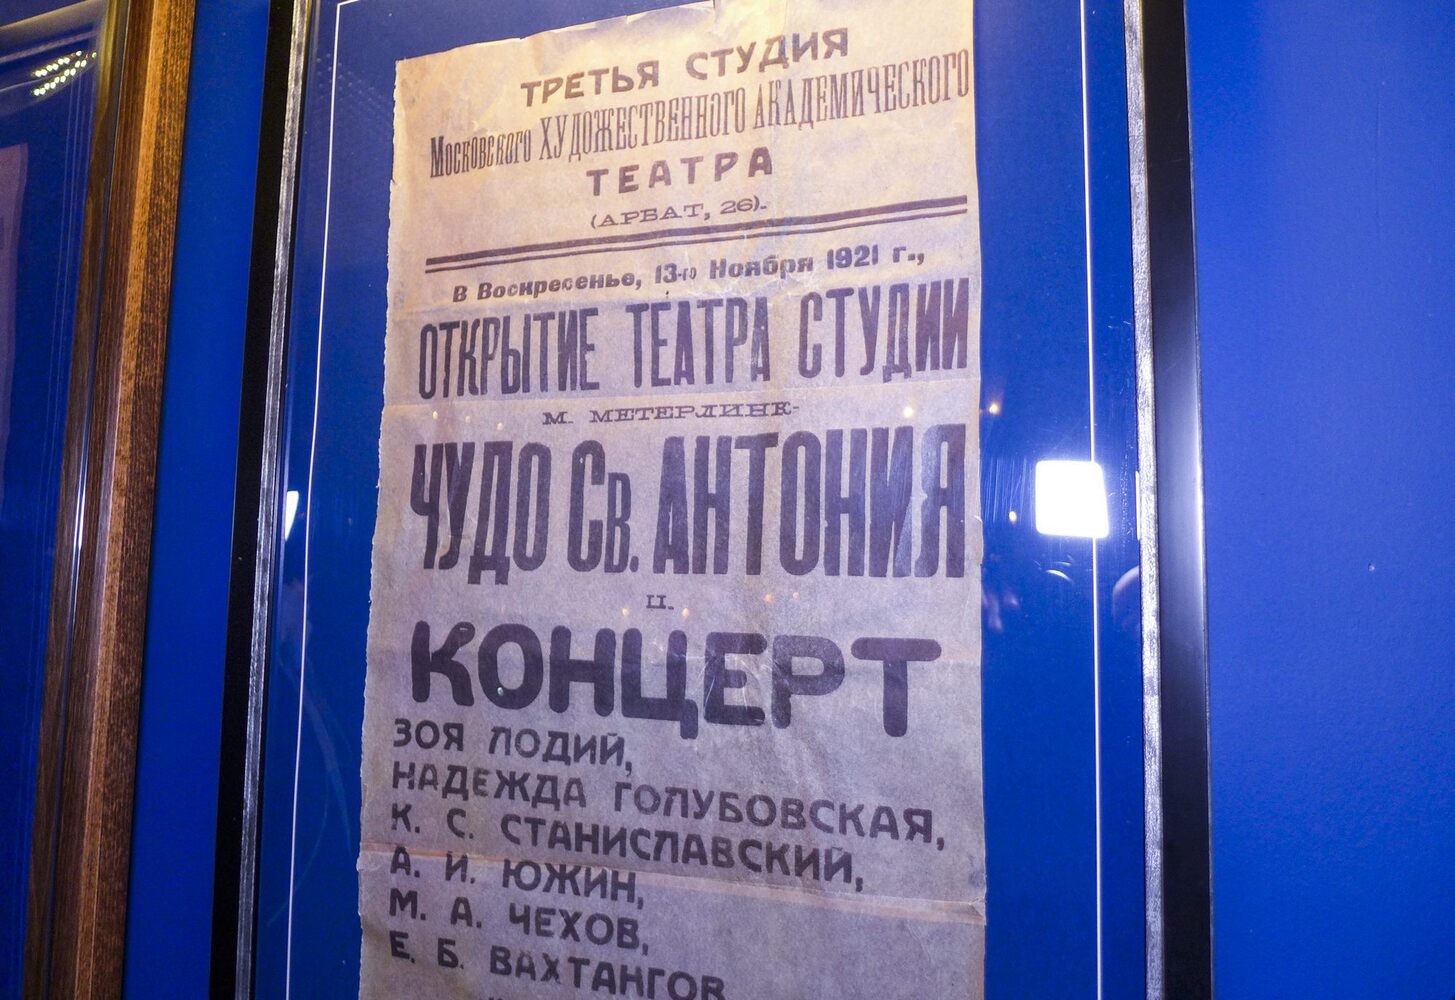 ТРЕТЬЯ СТУДИЯ
Московского ХУДОЖЕСТВЕННОГО АКАДЕМИЧЕСКОГО
ТЕАТРА
(АРБАТ, 26).
В Воскресенье, 13-го Ноября 1921 г.,
ОТКРЫТИЕ ТЕАТРА СТУДИИ
М. МЕТЕРЛИНК-
ЧУДО Св. АНТОНИЯ
II.
КОНЦЕРТ
ЗОЯ ЛОДИЙ,
НАДЕЖДА ГОЛУБОВСКАЯ,
К. С. СТАНИСЛАВСКИЙ,
А. И. ЮЖИН,
М. А. ЧЕХОВ,
Е. Б. ВАХТАНГОВ